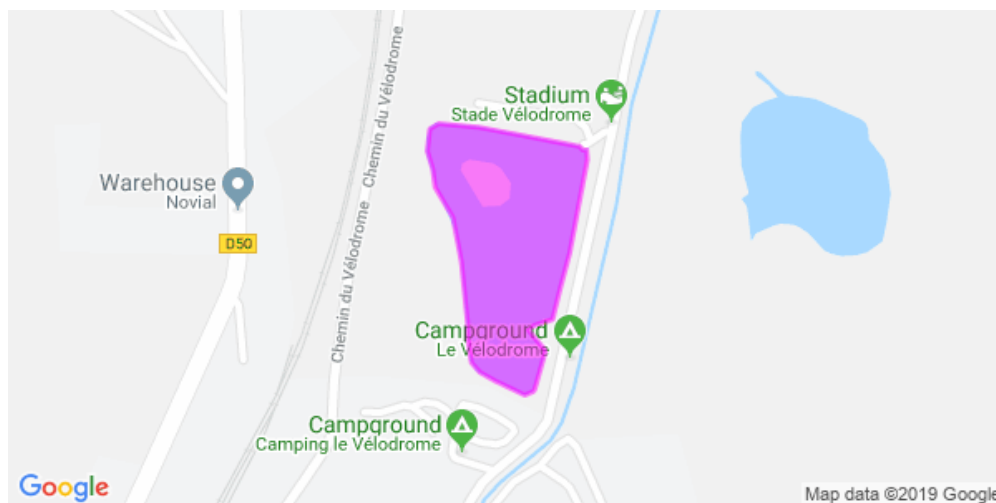 Stadium
Stade Vélodrome
Chemin du Vélodrome
Chemin du Vélodrome
Warehouse
Novial
D50
Campground
Le Vélodrome
Campground
Camping le Vélodrome
Google
Map data ©2019 Google